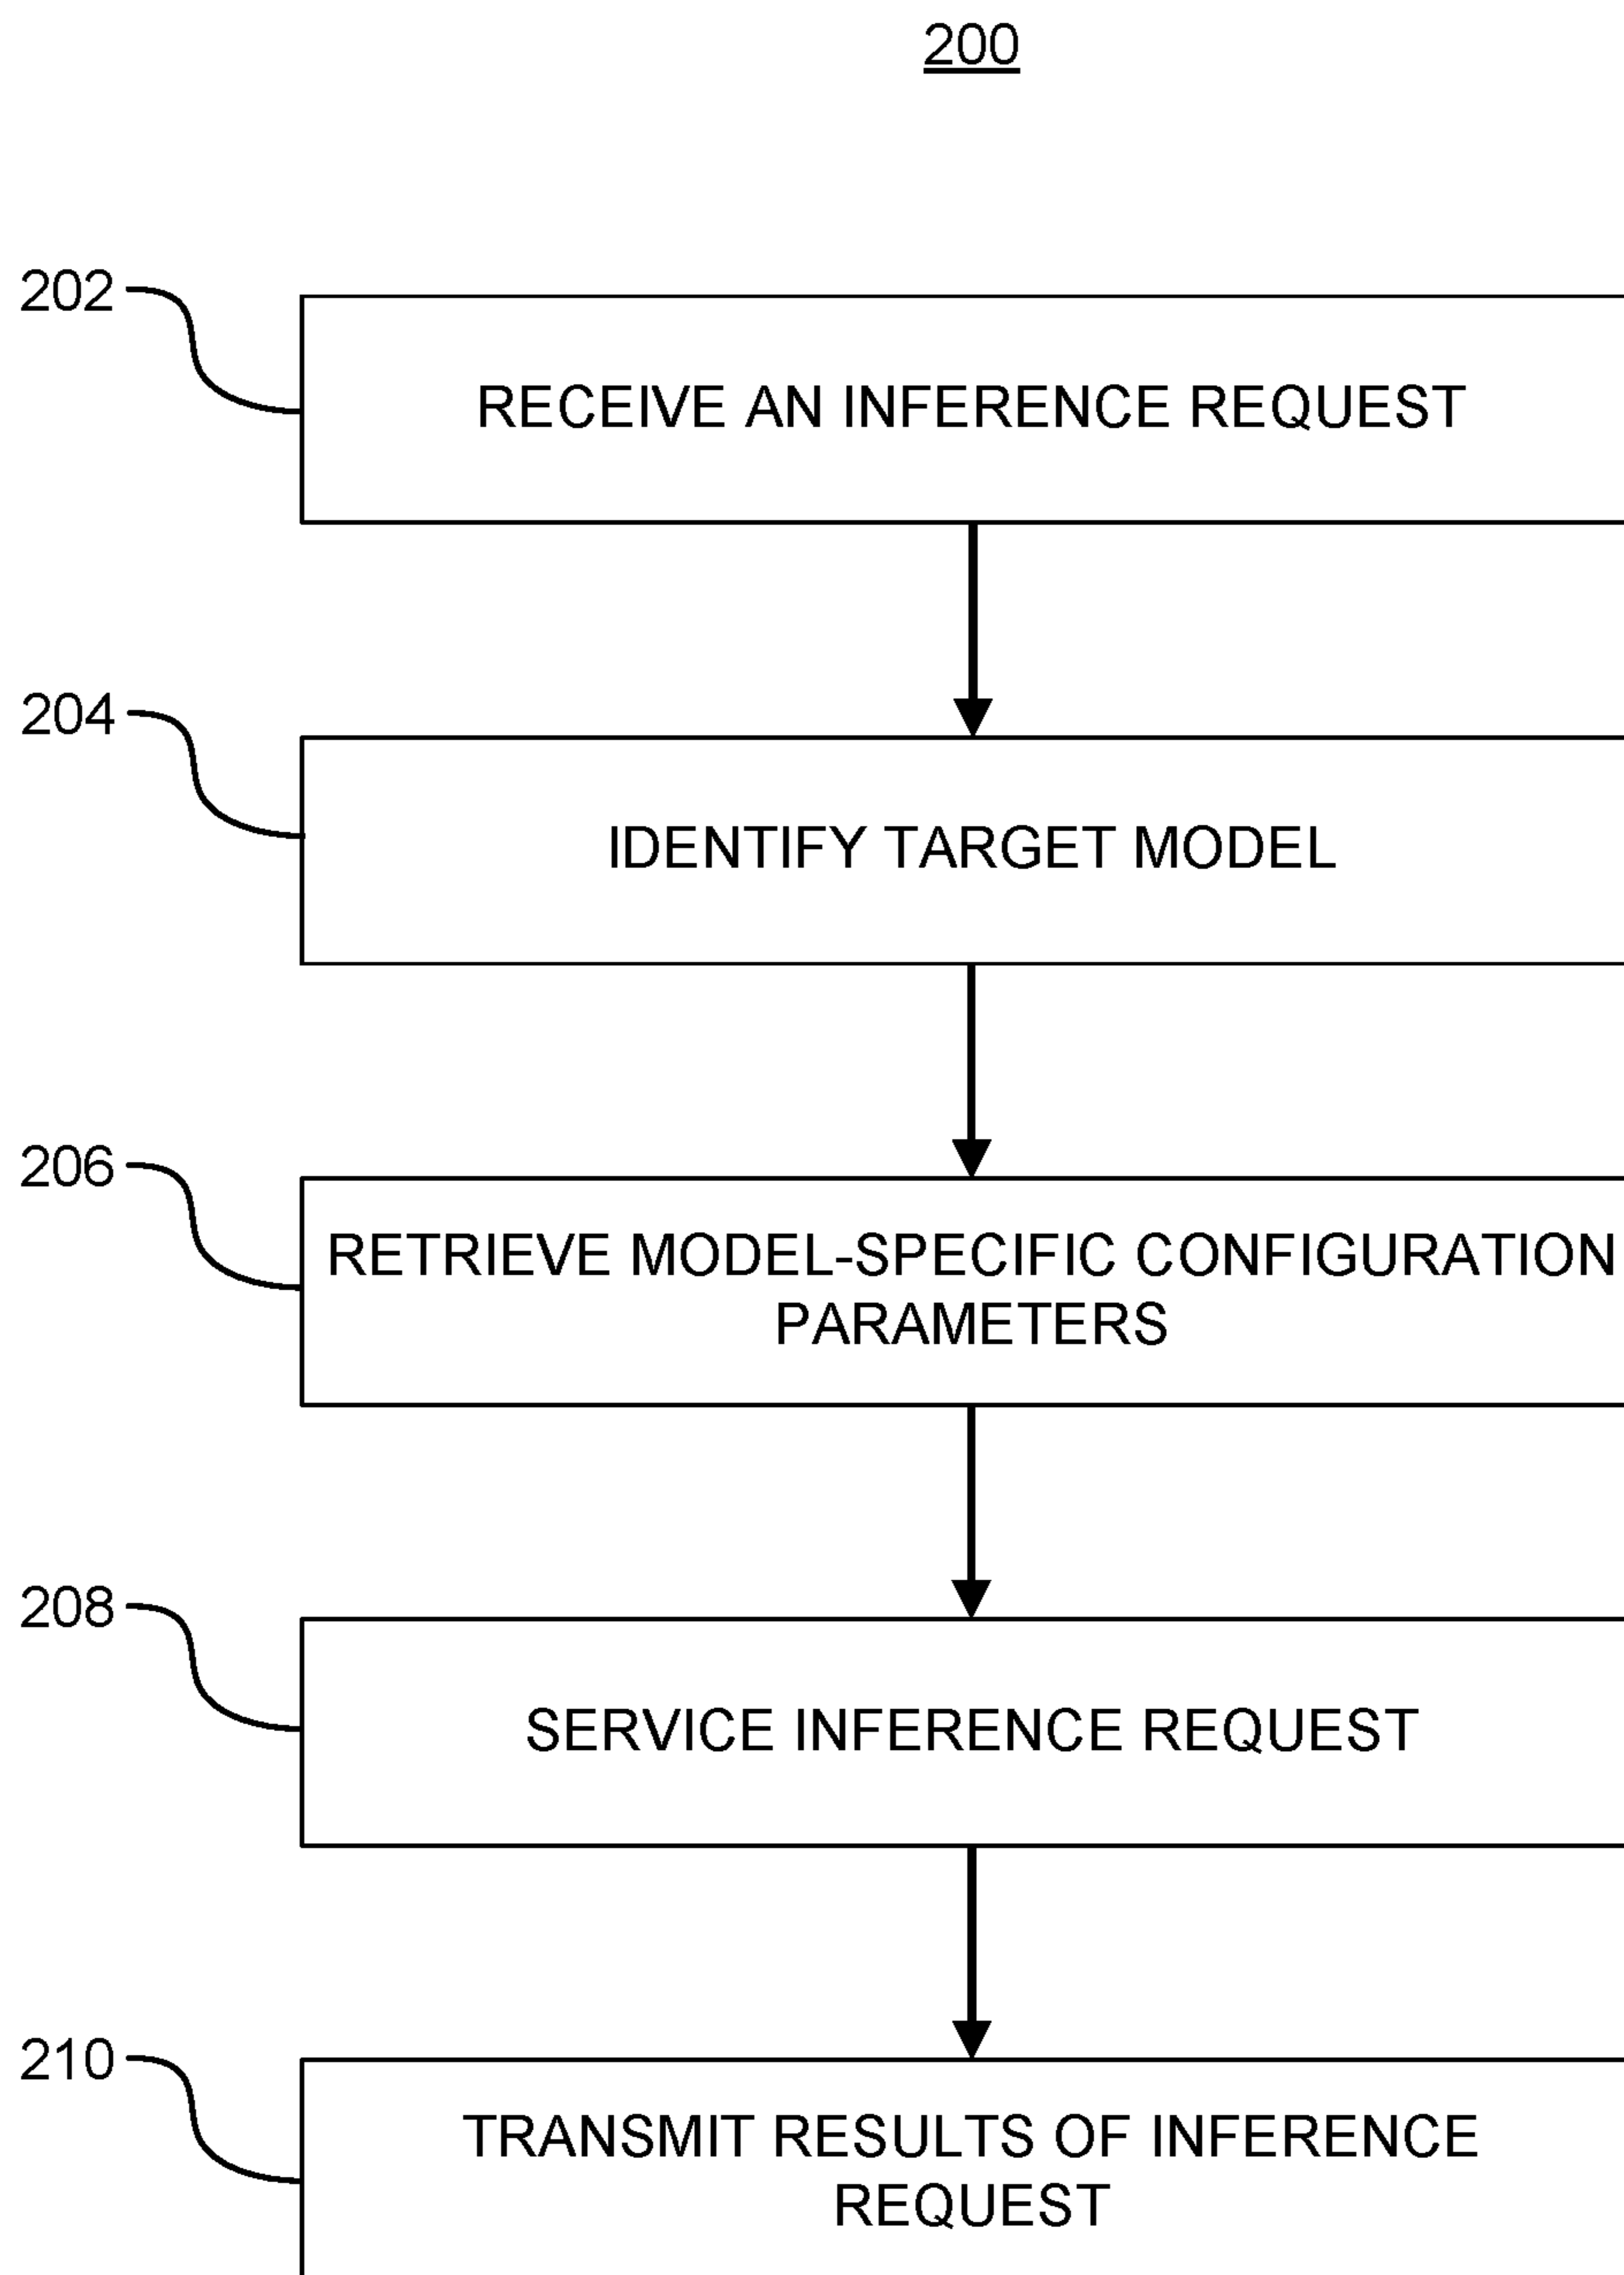 200
202
RECEIVE AN INFERENCE REQUEST
204
IDENTIFY TARGET MODEL
206
RETRIEVE MODEL-SPECIFIC CONFIGURATION
PARAMETERS
208
SERVICE INFERENCE REQUEST
210
TRANSMIT RESULTS OF INFERENCE
REQUEST